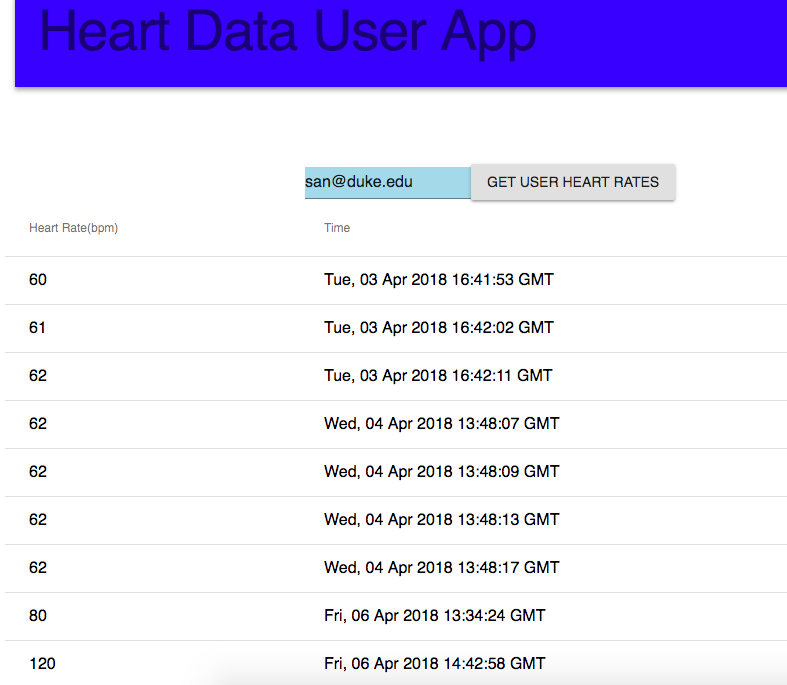 Heart Data User App
san@duke.edu GET USER HEART RATES
Heart Rate(bpm) Time
60 Tue, 03 Apr 2018 16:41:53 GMT
61 Tue, 03 Apr 2018 16:42:02 GMT
62 Tue, 03 Apr 2018 16:42:11 GMT
62 Wed, 04 Apr 2018 13:48:07 GMT
62 Wed, 04 Apr 2018 13:48:09 GMT
62 Wed, 04 Apr 2018 13:48:13 GMT
62 Wed, 04 Apr 2018 13:48:17 GMT
80 Fri, 06 Apr 2018 13:34:24 GMT
120 Fri, 06 Apr 2018 14:42:58 GMT